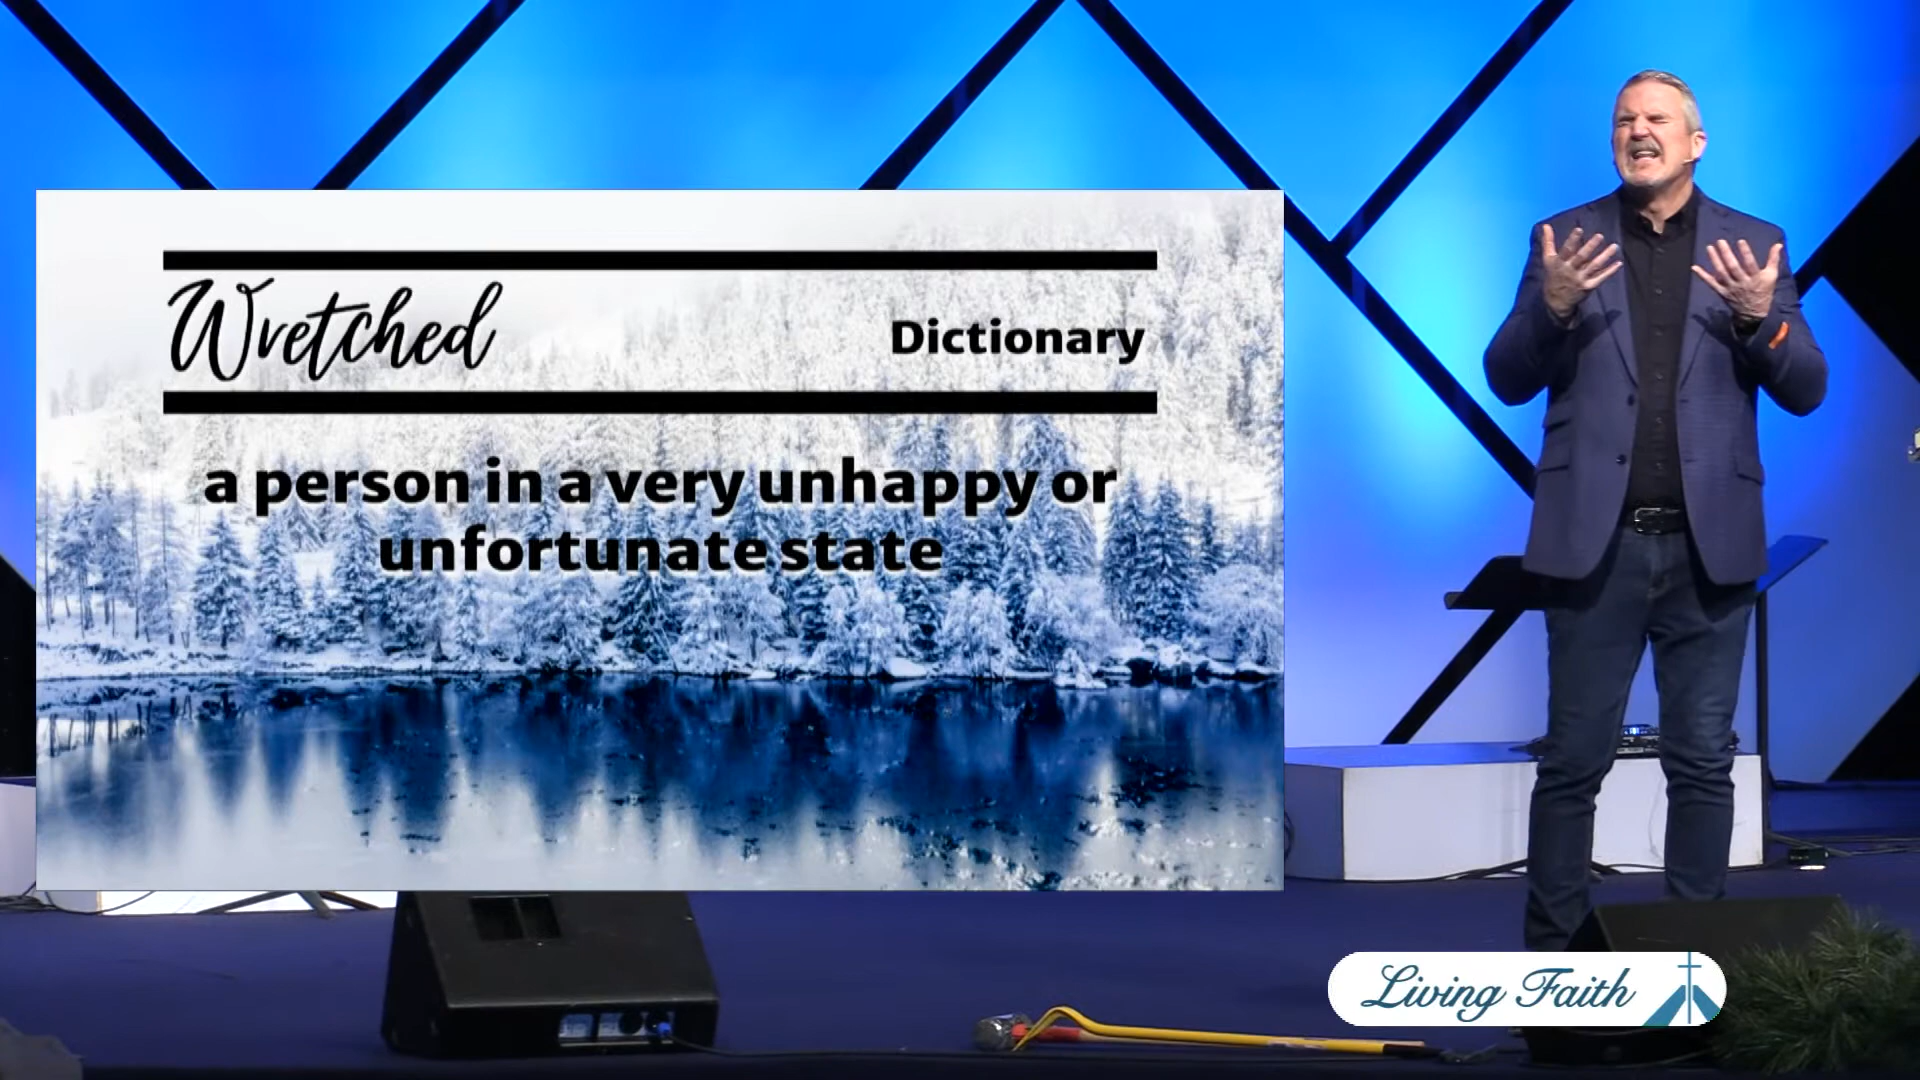 Wretched
Dictionary
a person in a very unhappy or
unfortunate state
Living Faith